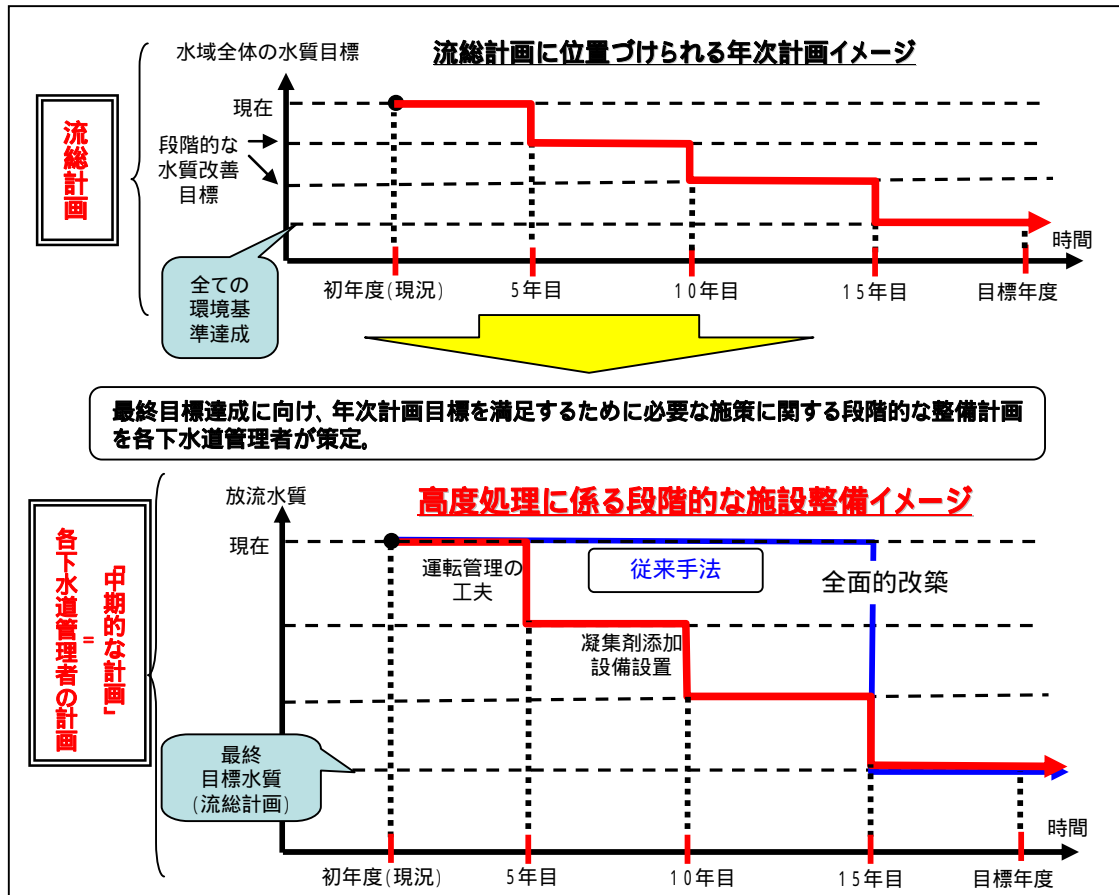 水域全体の水質目標
流総計画に位置づけられる年次計画イメージ
流総計画
現在
段階的な
水質改善
目標
時間
全ての
環境基
準達成
初年度(現況)
5年目
10年目
15年目
目標年度
最終目標達成に向け、年次計画目標を満足するために必要な施策に関する段階的な整備計画
を各下水道管理者が策定。
放流水質
高度処理に係る段階的な施設整備イメージ
「中期的な計画」
=
各下水道管理者の計画
現在
運転管理の
工夫
従来手法
全面的改築
凝集剤添加
設備設置
最終
目標水質
(流総計画)
時間
初年度(現況)
5年目
10年目
15年目
目標年度